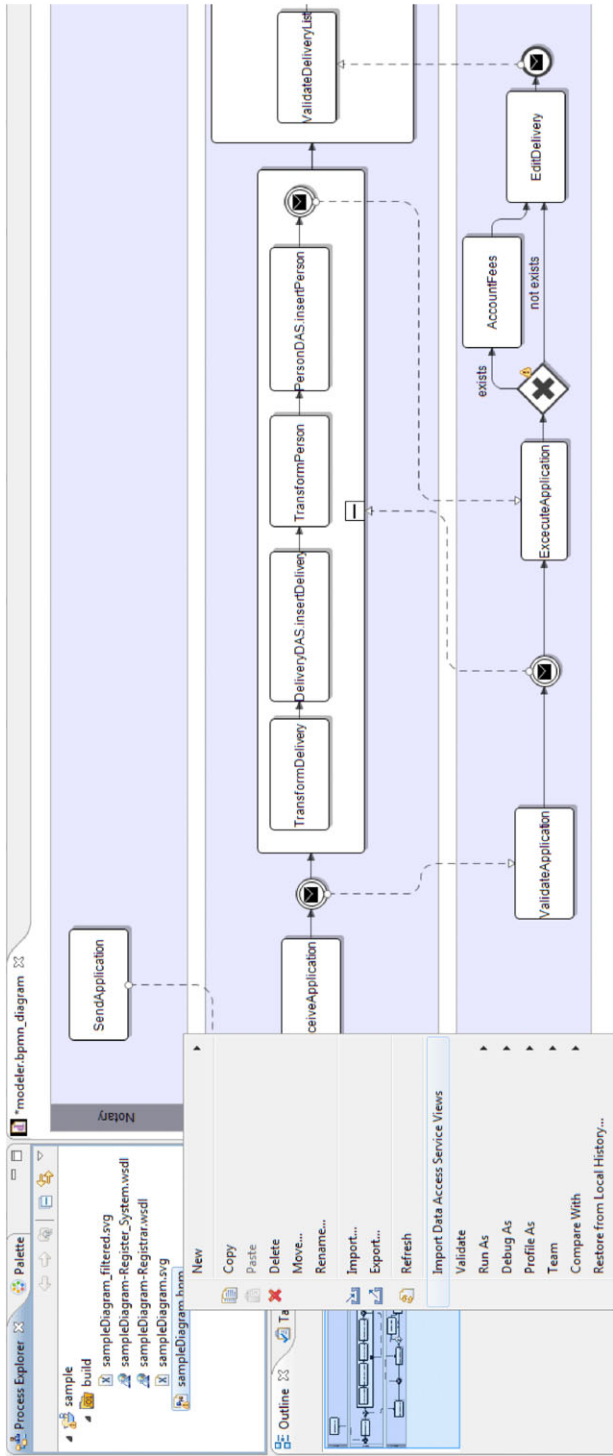 Process Explorer
Palette
sample
build
sampleDiagram_filtered.svg
sampleDiagram-Register_System.wsdl
sampleDiagram-Registrar.wsdl
sampleDiagram.svg
sampleDiagram.bpm
Outline
Ta
New
Copy
Paste
Delete
Move...
Rename...
Import...
Export...
Refresh
Import Data Access Service Views
Validate
Run As
Debug As
Profile As
Team
Compare With
Restore from Local History...
*modeler.bpmn_diagram
Notary
SendApplication
ceiveApplication
TransformDelivery
DeliveryDAS.insertDelivery
TransformPerson
PersonDAS.insertPerson
ValidateDeliveryList
ValidateApplication
ExcecuteApplication
exists
AccountFees
not exists
EditDelivery